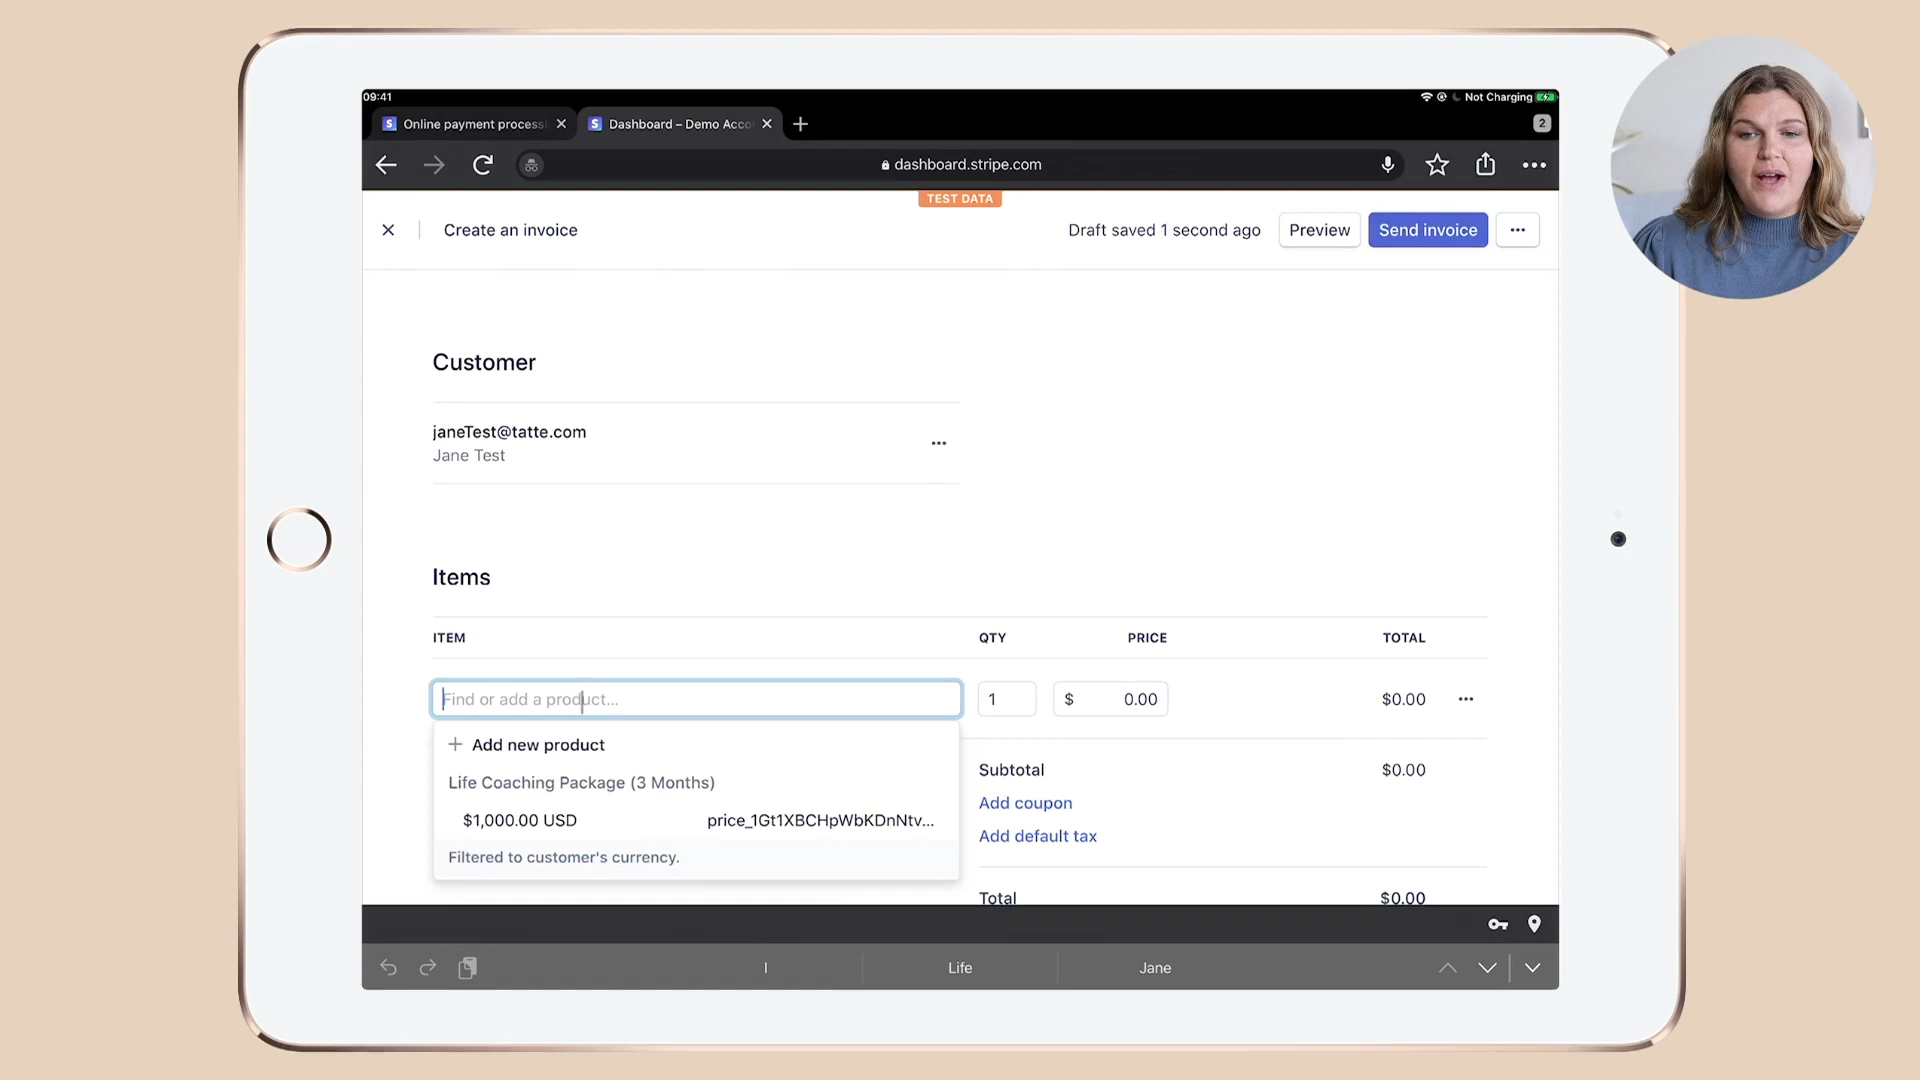 09:41
Not Charging
Online payment process
Dashboard – Demo Acco
2
dashboard.stripe.com
TEST DATA
Create an invoice
Draft saved 1 second ago
Preview
Send invoice
Customer
janeTest@tatte.com
Jane Test
Items
ITEM QTY PRICE TOTAL
Find or add a product... 1 $ 0.00 $0.00
Add new product
Life Coaching Package (3 Months)
$1,000.00 USD price_1Gt1XBCHpWbKDnNtv...
Filtered to customer's currency.
Subtotal $0.00
Add coupon
Add default tax
Total $0.00
I Life Jane